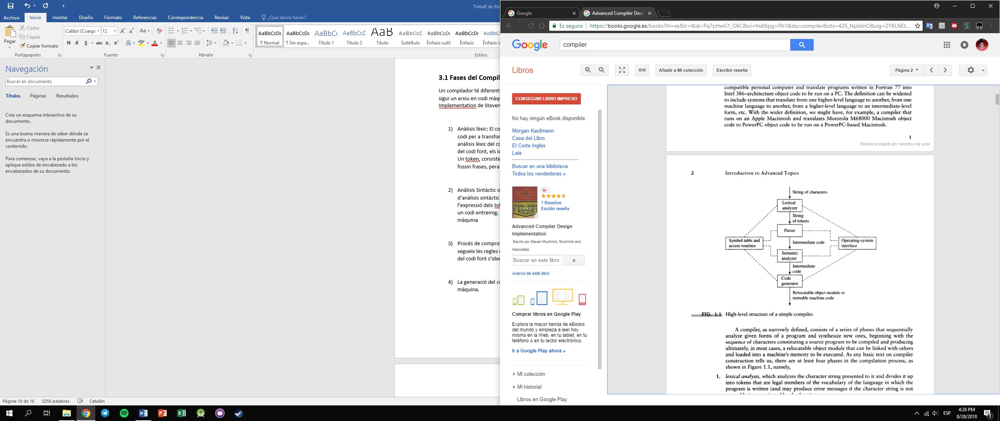 Treball de Rec
Archivo
Inicio
Insertar
Diseño
Formato
Referencias
Correspondencia
Revisar
Vista
¿Qué desea hacer?
Pegar
Cortar
Copiar
Copiar formato
Portapapeles
Calibri (Cuerpo
12
Aa
N K S abc x₂ x²
Fuente
Párrafo
AaBbCcDc
¶ Normal
AaBbCcDc
¶ Sin espa...
AaBbCc
Título 1
AaBbCcD
Título 2
AaB
Título
AaBbCcD
Subtítulo
AaBbCcDc
Énfasis sutil
AaBbCcDc
Énfasis
AaBbCcDc
Énfasis in
Estilos
Navegación
Buscar en documento
Títulos
Páginas
Resultados
Cree un esquema interactivo de su
documento.
Es una buena manera de saber dónde se
encuentra o moverse rápidamente por el
contenido.
Para comenzar, vaya a la pestaña Inicio y
aplique estilos de encabezado a los
encabezados de su documento.
3.1 Fases del Compil
Un compilador té diferents
sigui un arxiu en codi màqu
Implementation de Steven
1) Anàlisis lèxic: El co
codi per a transfor
anàlisis lèxic del co
del codi font, els id
Un token, consiste
fossin frases, pera
2) Anàlisis Sintàctic o
d'anàlisis sintàctic
l'expressió dels tok
un codi entremig,
màquina
3) Procés de comprov
segueix les regles
del codi font s'iden
4) La generació del co
màquina.
Página 10 de 16
3258 palabras
Catalán
Google
Advanced Compiler Desig
Es seguro
https://books.google.es/books?hl=es&lr=&id=Pq7pHwG1_OkC&oi=fnd&pg=PA1&dq=compiler&ots=4Z6_Npb6nO&sig=ZYKLNEt...
Google
compiler
Libros
Añadir a Mi colección
Escribir reseña
Página 2
CONSEGUIR LIBRO IMPRESO
No hay ningún eBook disponible
Morgan Kaufmann
Casa del Libro
El Corte Inglés
Laie
Buscar en una biblioteca
Todos los vendedores »
G+
7 Reseñas
Escribir reseña
Advanced Compiler Design
Implementation
Escrito por Steven Muchnick, Muchnick and
Associates
Buscar en este libro
Ir
Acerca de este libro
Comprar libros en Google Play
Explora la mayor tienda de eBooks
del mundo y empieza a leer hoy
mismo en la Web, en tu tablet, en tu
teléfono o en tu lector electrónico.
Ir a Google Play ahora »
Mi colección
Mi historial
Libros en Google Play
compatible personal computer and translate programs written in Fortran 77 into
Intel 386–architecture object code to be run on a PC. The definition can be widened
to include systems that translate from one higher-level language to another, from one
machine language to another, from a higher-level language to an intermediate-level
form, etc. With the wider definition, we might have, for example, a compiler that
runs on an Apple Macintosh and translates Motorola M68000 Macintosh object
code to PowerPC object code to be run on a PowerPC-based Macintosh.
1
Material protegido por derechos de autor
2
Introduction to Advanced Topics
String of characters
Lexical
analyzer
String
of tokens
Parser
Symbol table and
access routines
Intermediate code
Operating-system
interface
Semantic
analyzer
Intermediate
code
Code
generator
Relocatable object module or
runnable machine code
FIG. 1.1 High-level structure of a simple compiler.
A compiler, as narrowly defined, consists of a series of phases that sequentially
analyze given forms of a program and synthesize new ones, beginning with the
sequence of characters constituting a source program to be compiled and producing
ultimately, in most cases, a relocatable object module that can be linked with others
and loaded into a machine's memory to be executed. As any basic text on compiler
construction tells us, there are at least four phases in the compilation process, as
shown in Figure 1.1, namely,
1. lexical analysis, which analyzes the character string presented to it and divides it up
into tokens that are legal members of the vocabulary of the language in which the
program is written (and may produce error messages if the character string is not
ESP
4:26 PM
8/28/2018